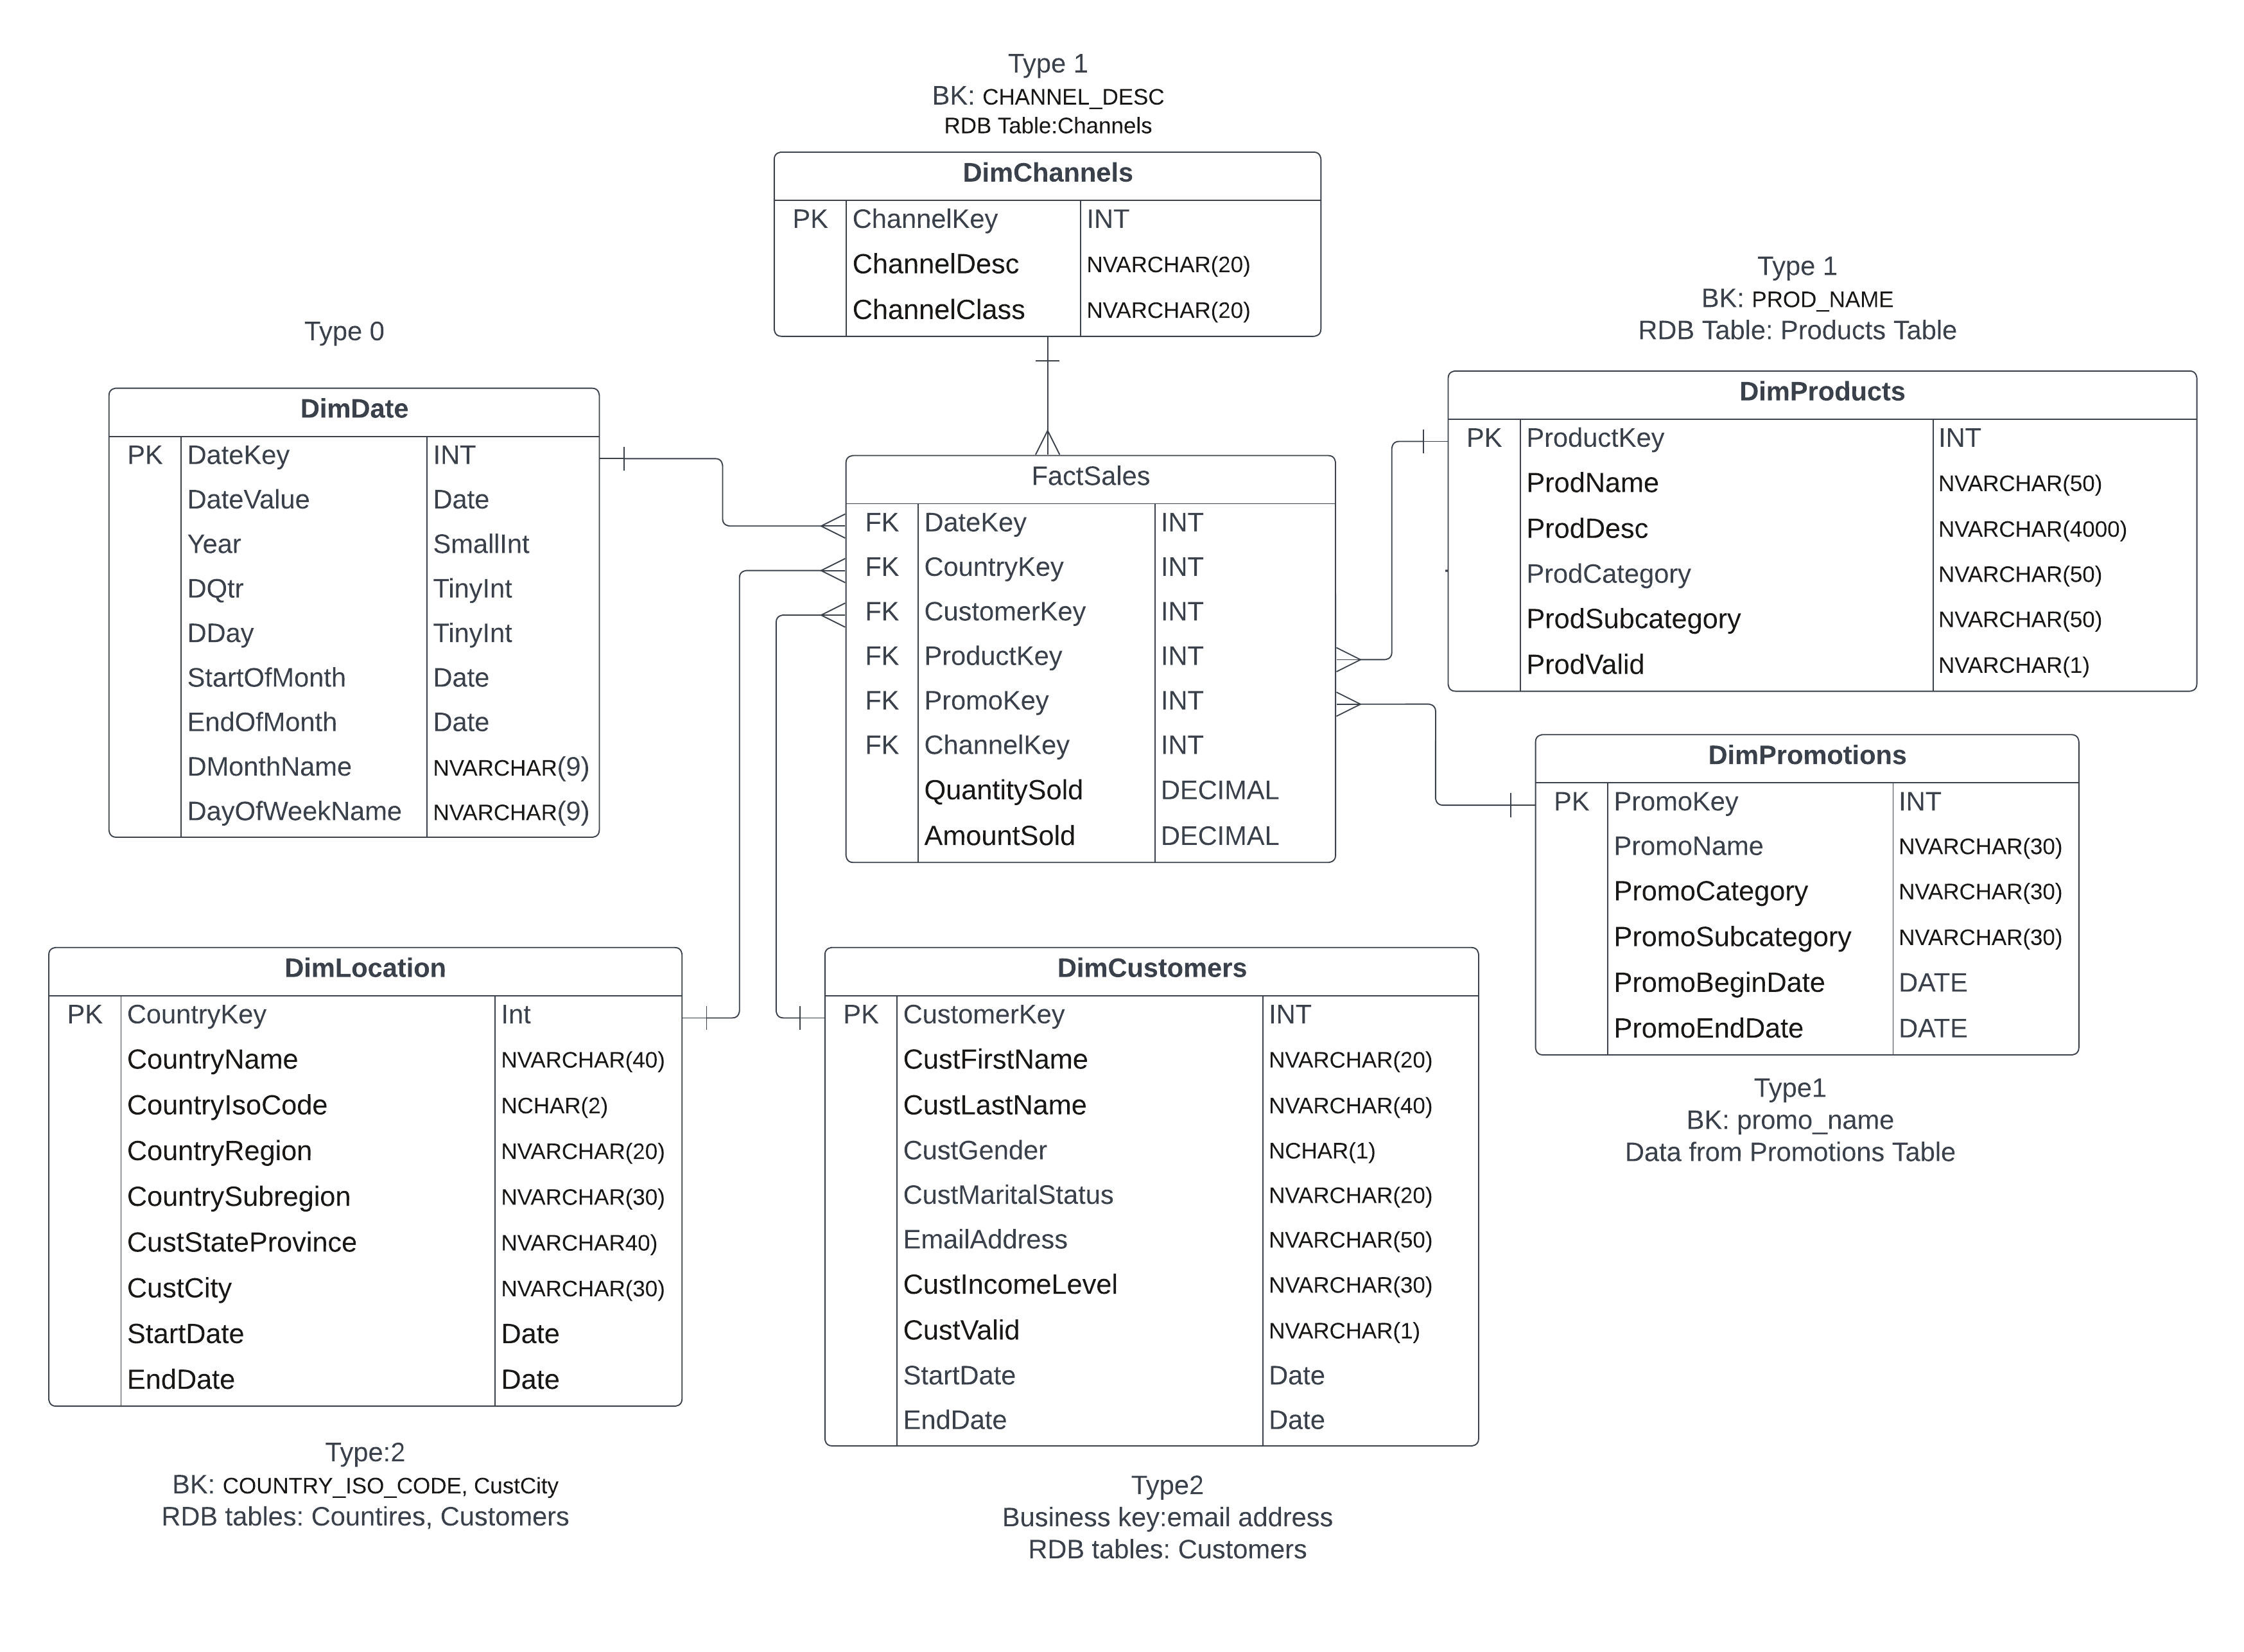 Type 1
BK: CHANNEL_DESC
RDB Table:Channels
DimChannels
PK ChannelKey INT
ChannelDesc NVARCHAR(20)
ChannelClass NVARCHAR(20)
Type 0
DimDate
PK DateKey INT
DateValue Date
Year SmallInt
DQtr TinyInt
DDay TinyInt
StartOfMonth Date
EndOfMonth Date
DMonthName NVARCHAR(9)
DayOfWeekName NVARCHAR(9)
FactSales
FK DateKey INT
FK CountryKey INT
FK CustomerKey INT
FK ProductKey INT
FK PromoKey INT
FK ChannelKey INT
QuantitySold DECIMAL
AmountSold DECIMAL
Type 1
BK: PROD_NAME
RDB Table: Products Table
DimProducts
PK ProductKey INT
ProdName NVARCHAR(50)
ProdDesc NVARCHAR(4000)
ProdCategory NVARCHAR(50)
ProdSubcategory NVARCHAR(50)
ProdValid NVARCHAR(1)
DimPromotions
PK PromoKey INT
PromoName NVARCHAR(30)
PromoCategory NVARCHAR(30)
PromoSubcategory NVARCHAR(30)
PromoBeginDate DATE
PromoEndDate DATE
Type1
BK: promo_name
Data from Promotions Table
DimLocation
PK CountryKey Int
CountryName NVARCHAR(40)
CountryIsoCode NCHAR(2)
CountryRegion NVARCHAR(20)
CountrySubregion NVARCHAR(30)
CustStateProvince NVARCHAR40)
CustCity NVARCHAR(30)
StartDate Date
EndDate Date
Type:2
BK: COUNTRY_ISO_CODE, CustCity
RDB tables: Countires, Customers
DimCustomers
PK CustomerKey INT
CustFirstName NVARCHAR(20)
CustLastName NVARCHAR(40)
CustGender NCHAR(1)
CustMaritalStatus NVARCHAR(20)
EmailAddress NVARCHAR(50)
CustIncomeLevel NVARCHAR(30)
CustValid NVARCHAR(1)
StartDate Date
EndDate Date
Type2
Business key:email address
RDB tables: Customers